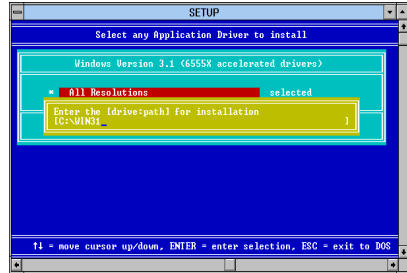 SETUP
Select any Application Driver to install
Windows Version 3.1 (6555X accelerated drivers)
* All Resolutions selected
Enter the [drive:path] for installation
[C:\WIN31_ ]
↑↓ = move cursor up/down, ENTER = enter selection, ESC = exit to DOS